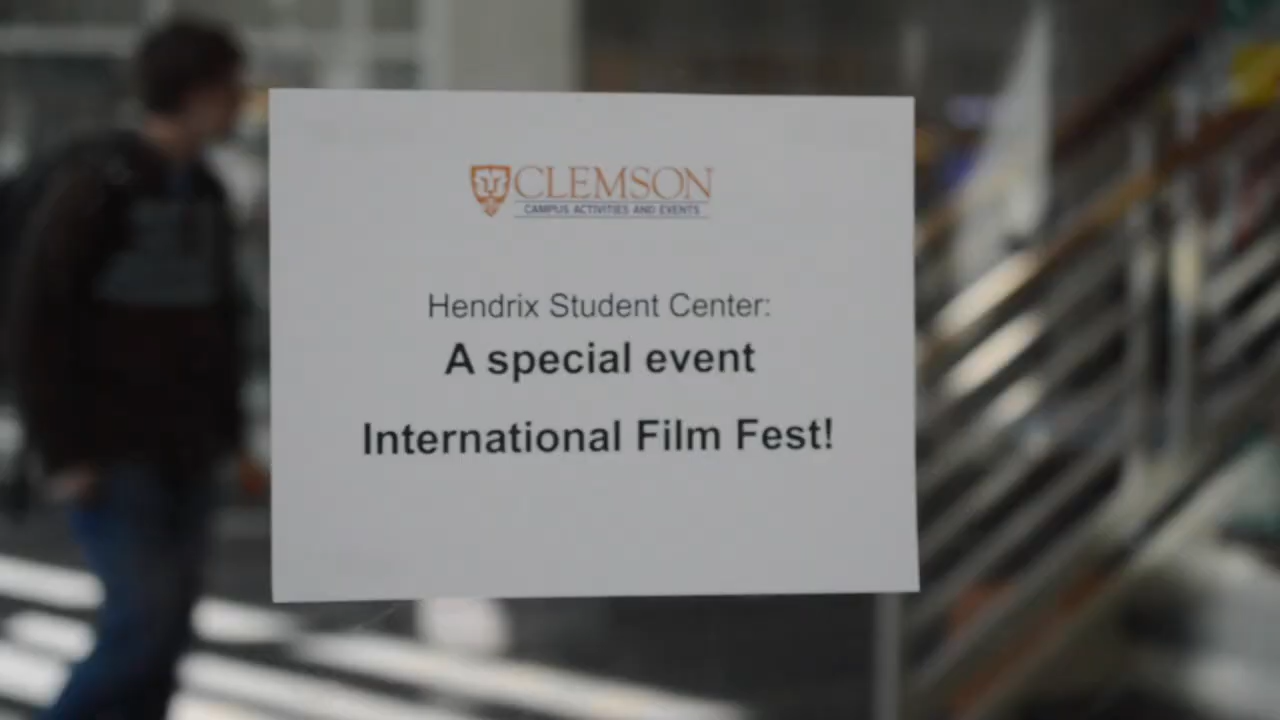 CLEMSON
CAMPUS ACTIVITIES AND EVENTS
Hendrix Student Center:
A special event
International Film Fest!